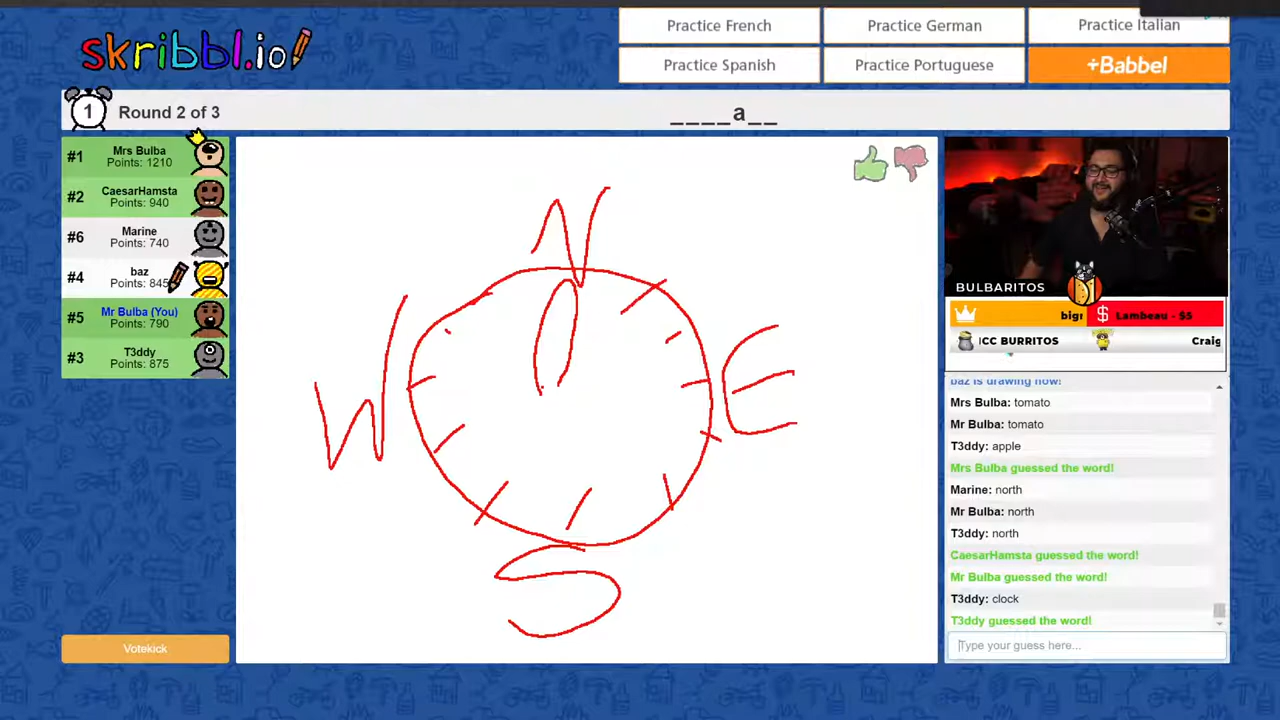 Practice French
Practice German
Practice Italian
skribbl.io
Practice Spanish
Practice Portuguese
+Babbel
1
Round 2 of 3
____a__
#1
Mrs Bulba
Points: 1210
#2
CaesarHamsta
Points: 940
#6
Marine
Points: 740
#4
baz
Points: 845
#5
Mr Bulba (You)
Points: 790
#3
T3ddy
Points: 875
Votekick
N
W
E
S
BULBARITOS
bigr
$ Lambeau - $5
ICC BURRITOS
Craig
baz is drawing now!
Mrs Bulba: tomato
Mr Bulba: tomato
T3ddy: apple
Mrs Bulba guessed the word!
Marine: north
Mr Bulba: north
T3ddy: north
CaesarHamsta guessed the word!
Mr Bulba guessed the word!
T3ddy: clock
T3ddy guessed the word!
Type your guess here...